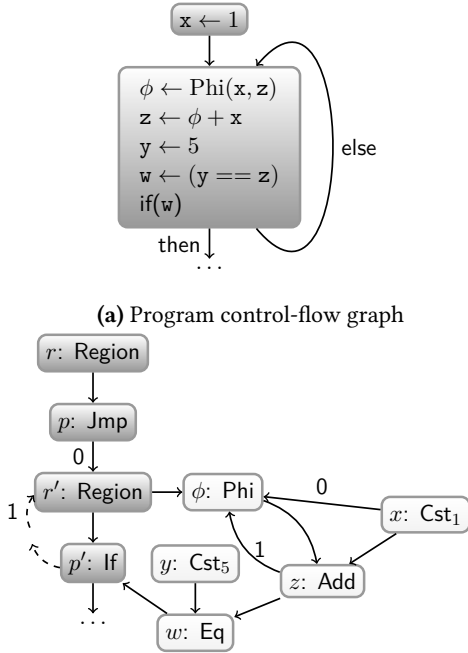 x ← 1
ϕ ← Phi(x, z)
z ← ϕ + x
y ← 5
w ← (y == z)
if(w)
else
then
⋯
(a) Program control-flow graph
r: Region
p: Jmp
0
r′: Region
ϕ: Phi
0
x: Cst₁
1
1
p′: If
y: Cst₅
z: Add
⋯
w: Eq